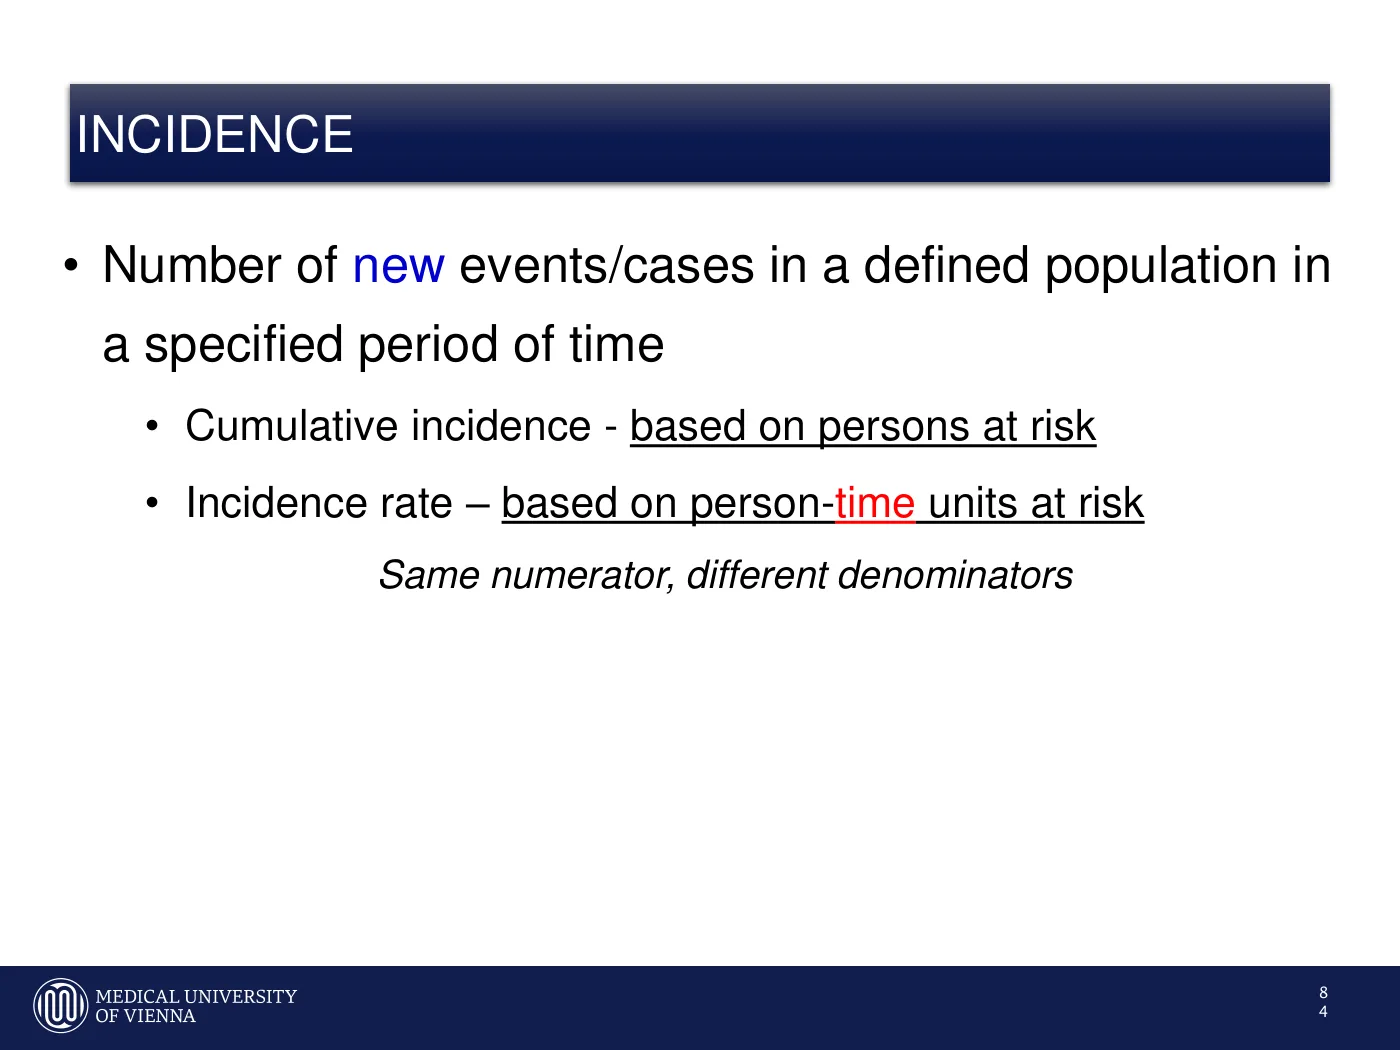 INCIDENCE
• Number of new events/cases in a defined population in
a specified period of time
• Cumulative incidence - based on persons at risk
• Incidence rate – based on person-time units at risk
Same numerator, different denominators
MEDICAL UNIVERSITY
OF VIENNA
8
4